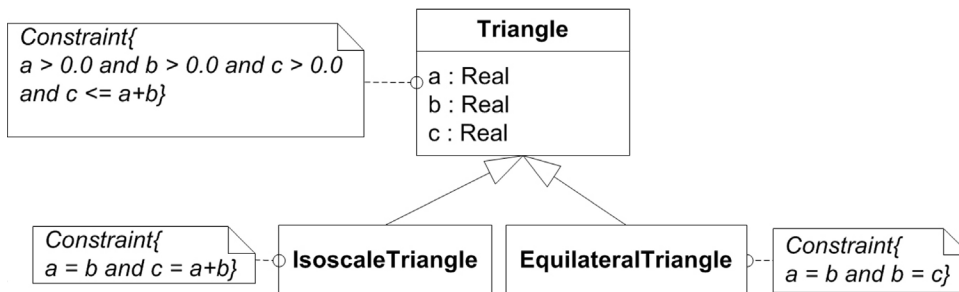 Constraint{
a > 0.0 and b > 0.0 and c > 0.0
and c <= a+b}
Triangle
a : Real
b : Real
c : Real
Constraint{
a = b and c = a+b}
IsoscaleTriangle
EquilateralTriangle
Constraint{
a = b and b = c}